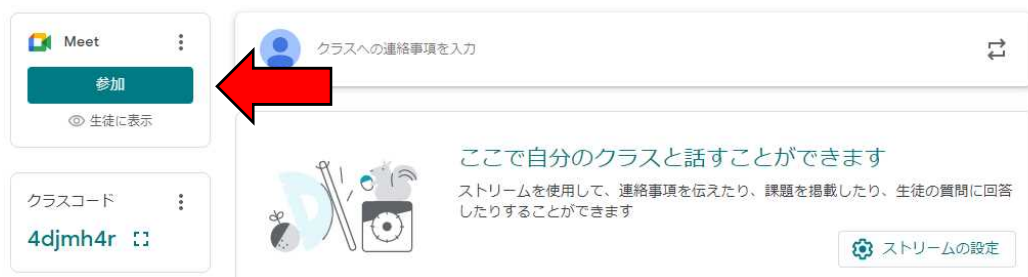 Meet
参加
生徒に表示
クラスコード
4djmh4r
クラスへの連絡事項を入力
ここで自分のクラスと話すことができます
ストリームを使用して、連絡事項を伝えたり、課題を掲載したり、生徒の質問に回答
したりすることができます
ストリームの設定